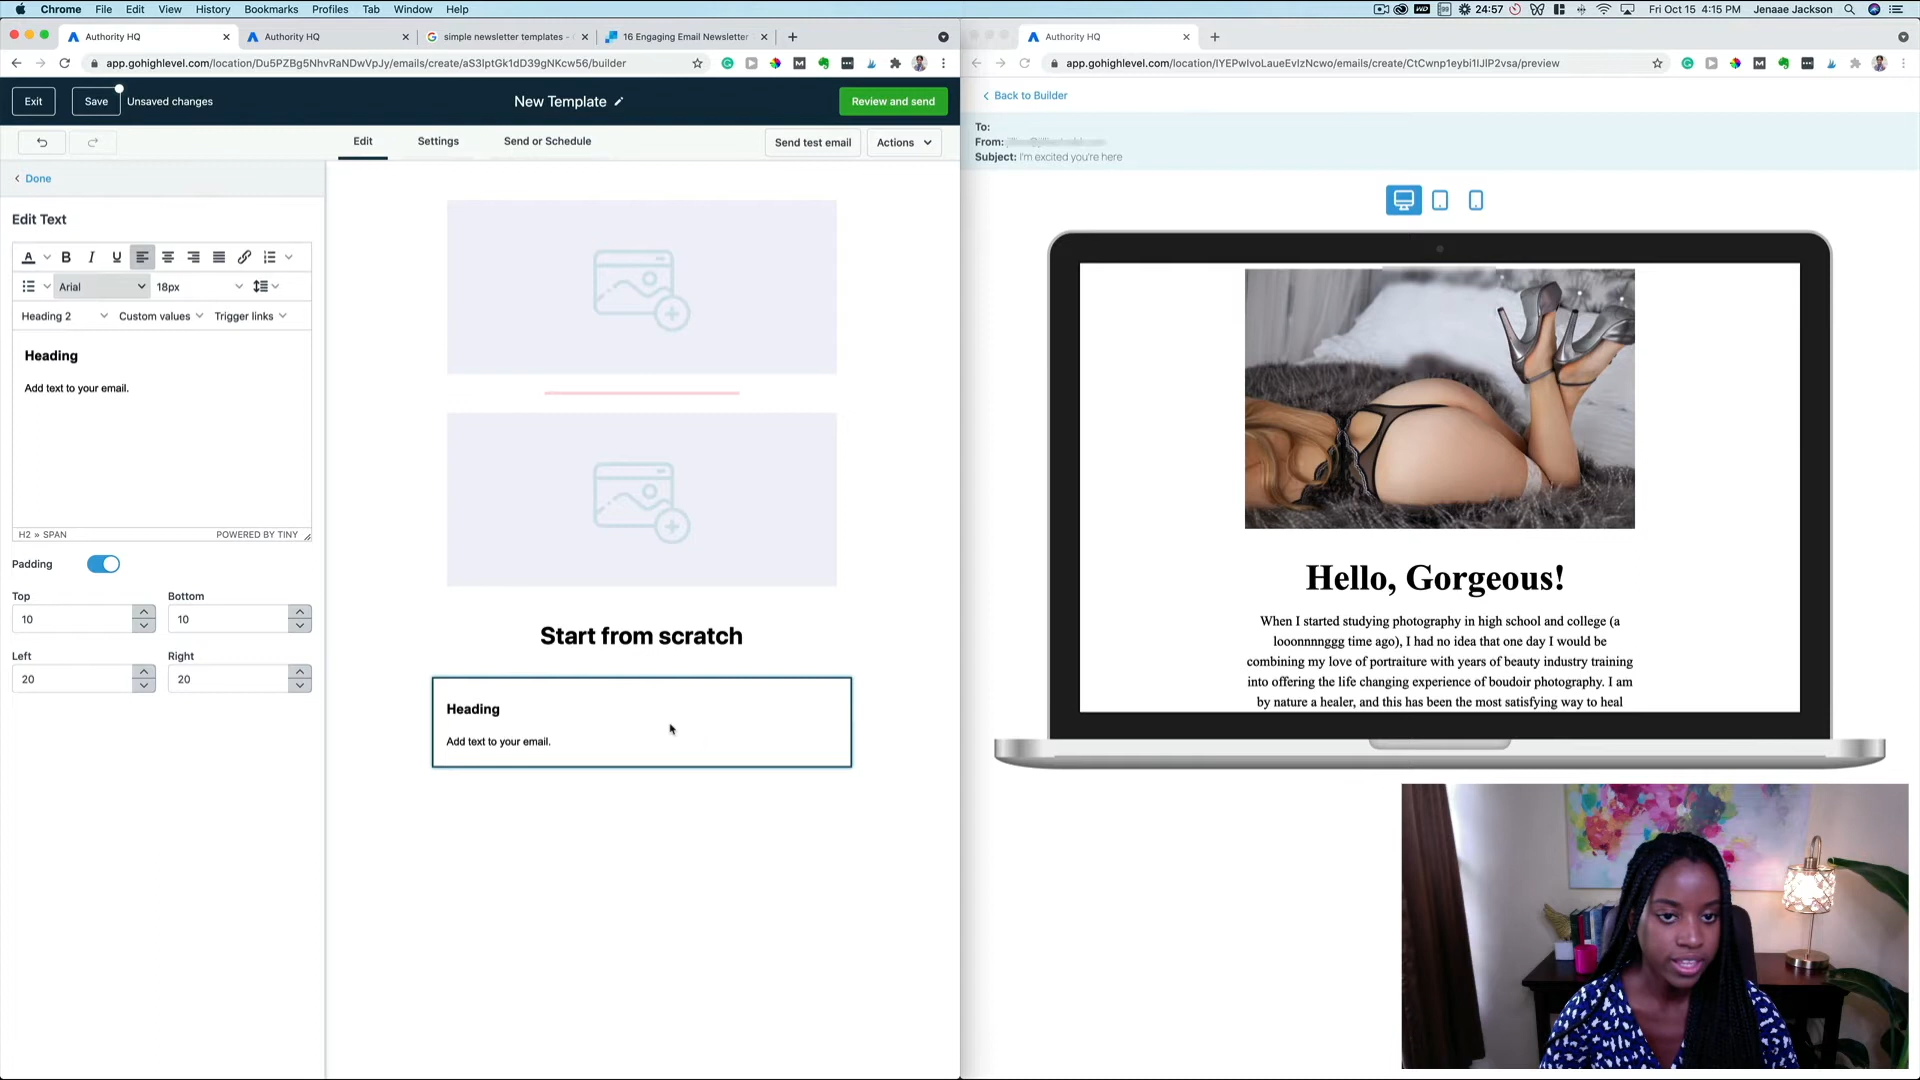 Chrome File Edit View History Bookmarks Profiles Tab Window Help
24:57 Fri Oct 15 4:15 PM Jenaae Jackson
Authority HQ
Authority HQ
simple newsletter templates -
16 Engaging Email Newsletter
app.gohighlevel.com/location/Du5PZBg5NhvRaNDwVpJy/emails/create/aS3IptGk1dD39gNKcw56/builder
Exit
Save
Unsaved changes
New Template
Review and send
Edit
Settings
Send or Schedule
Send test email
Actions
Done
Edit Text
A B I U
Arial
18px
Heading 2
Custom values
Trigger links
Heading
Add text to your email.
H2 » SPAN
POWERED BY TINY
Padding
Top
Bottom
10
10
Left
Right
20
20
Start from scratch
Heading
Add text to your email.
Authority HQ
app.gohighlevel.com/location/IYEPwIvoLaueEvIzNcwo/emails/create/CtCwnp1eybi1IJIP2vsa/preview
Back to Builder
To:
From:
Subject: I'm excited you're here
Hello, Gorgeous!
When I started studying photography in high school and college (a
looonnnnggg time ago), I had no idea that one day I would be
combining my love of portraiture with years of beauty industry training
into offering the life changing experience of boudoir photography. I am
by nature a healer, and this has been the most satisfying way to heal